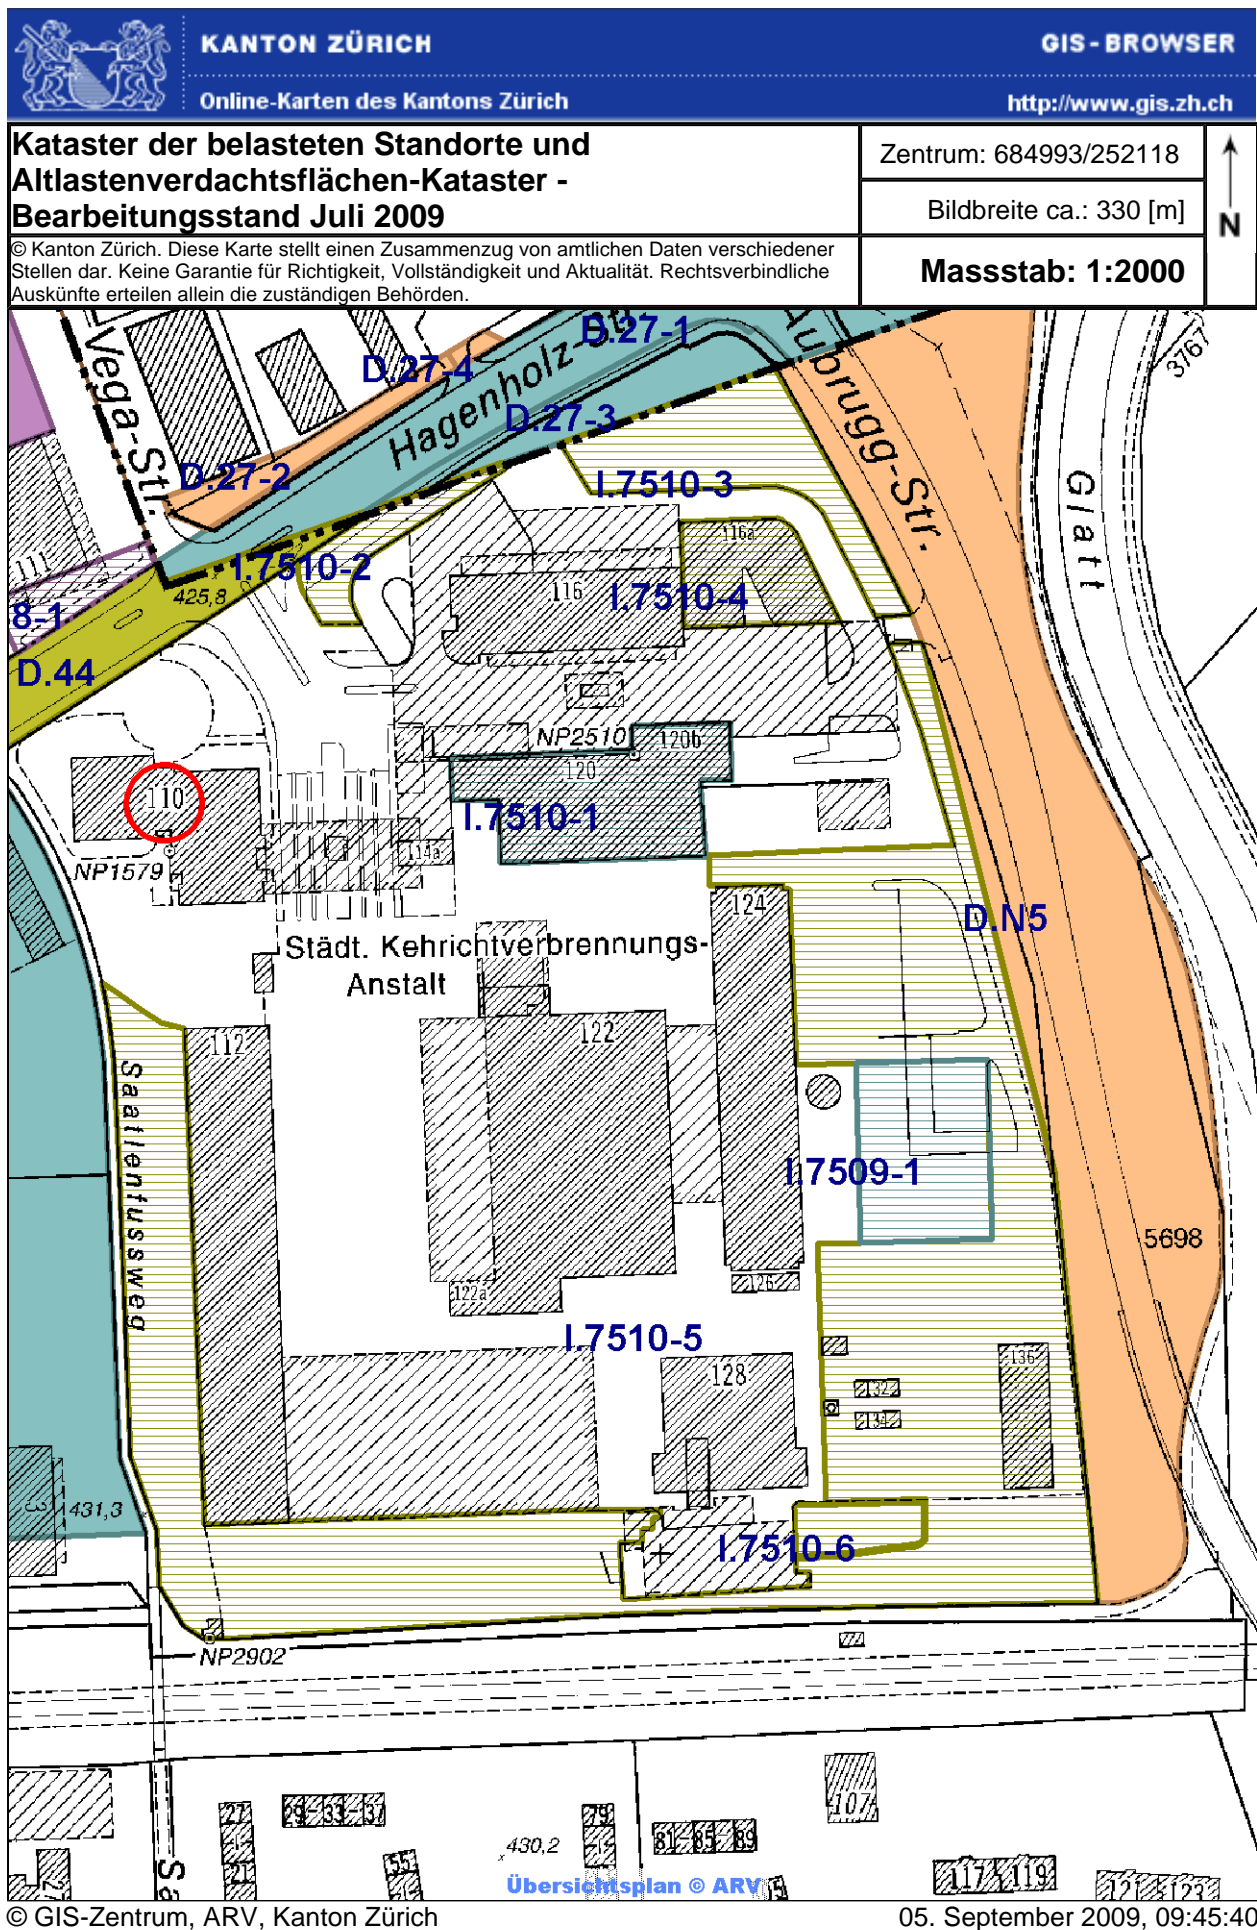 KANTON ZÜRICH
GIS-BROWSER
Online-Karten des Kantons Zürich
http://www.gis.zh.ch
Kataster der belasteten Standorte und
Altlastenverdachtsflächen-Kataster -
Bearbeitungsstand Juli 2009
Zentrum: 684993/252118
Bildbreite ca.: 330 [m]
N
© Kanton Zürich. Diese Karte stellt einen Zusammenzug von amtlichen Daten verschiedener
Stellen dar. Keine Garantie für Richtigkeit, Vollständigkeit und Aktualität. Rechtsverbindliche
Auskünfte erteilen allein die zuständigen Behörden.
Massstab: 1:2000
D.27-1
3767
D.27-4
Vega-Str.
Hagenholz-Str.
Aubrugg-Str.
D.27-3
D.27-2
I.7510-3
Glatt
116a
111
I.7510-2
116
I.7510-4
425,8
8-1
D.44
NP2510
120b
120
110
I.7510-1
114a
NP1579
124
D.N5
Städt. Kehrichtverbrennungs-
Anstalt
112
122
Saatlenfussweg
I.7509-1
5698
122a
126
I.7510-5
128
136
132
134
3
431,3
I.7510-6
NP2902
107
27
29-33-37
79
81-85-89
430,2
21
55
117
119
121
123
Übersichtsplan © ARV
© GIS-Zentrum, ARV, Kanton Zürich
05. September 2009, 09:45:40